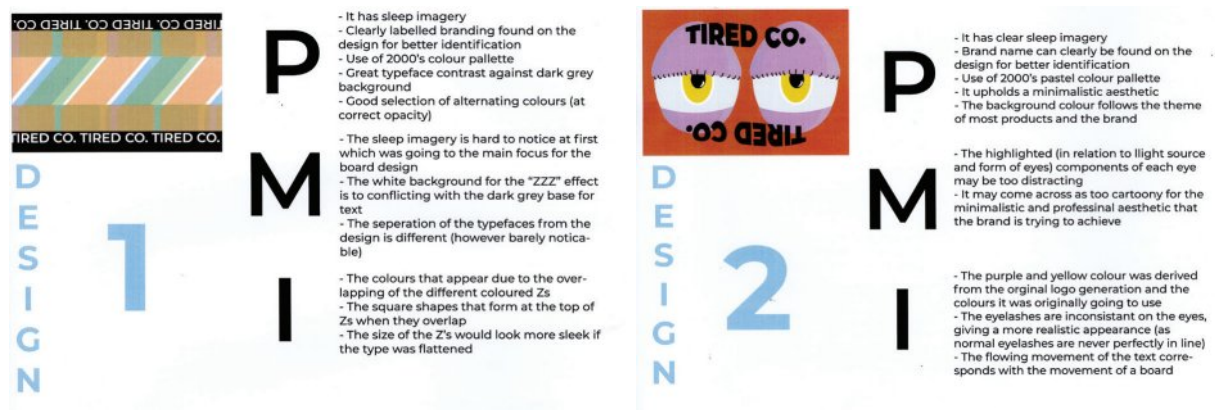 TIRED CO. TIRED CO. TIRED CO.
TIRED CO. TIRED CO. TIRED CO.
DESIGN
1
P
- It has sleep imagery
- Clearly labelled branding found on the
design for better identification
- Use of 2000's colour pallette
- Great typeface contrast against dark grey
background
- Good selection of alternating colours (at
correct opacity)
M
- The sleep imagery is hard to notice at first
which was going to the main focus for the
board design
- The white background for the "ZZZ" effect
is to conflicting with the dark grey base for
text
- The seperation of the typefaces from the
design is different (however barely notica-
ble)
I
- The colours that appear due to the over-
lapping of the different coloured Zs
- The square shapes that form at the top of
Zs when they overlap
- The size of the Z's would look more sleek if
the type was flattened
TIRED CO.
TIRED CO.
DESIGN
2
P
- It has clear sleep imagery
- Brand name can clearly be found on the
design for better identification
- Use of 2000's pastel colour pallette
- It upholds a minimalistic aesthetic
- The background colour follows the theme
of most products and the brand
M
- The highlighted (in relation to llight source
and form of eyes) components of each eye
may be too distracting
- It may come across as too cartoony for the
minimalistic and professinal aesthetic that
the brand is trying to achieve
I
- The purple and yellow colour was derived
from the orginal logo generation and the
colours it was originally going to use
- The eyelashes are inconsistant on the eyes,
giving a more realistic appearance (as
normal eyelashes are never perfectly in line)
- The flowing movement of the text corre-
sponds with the movement of a board